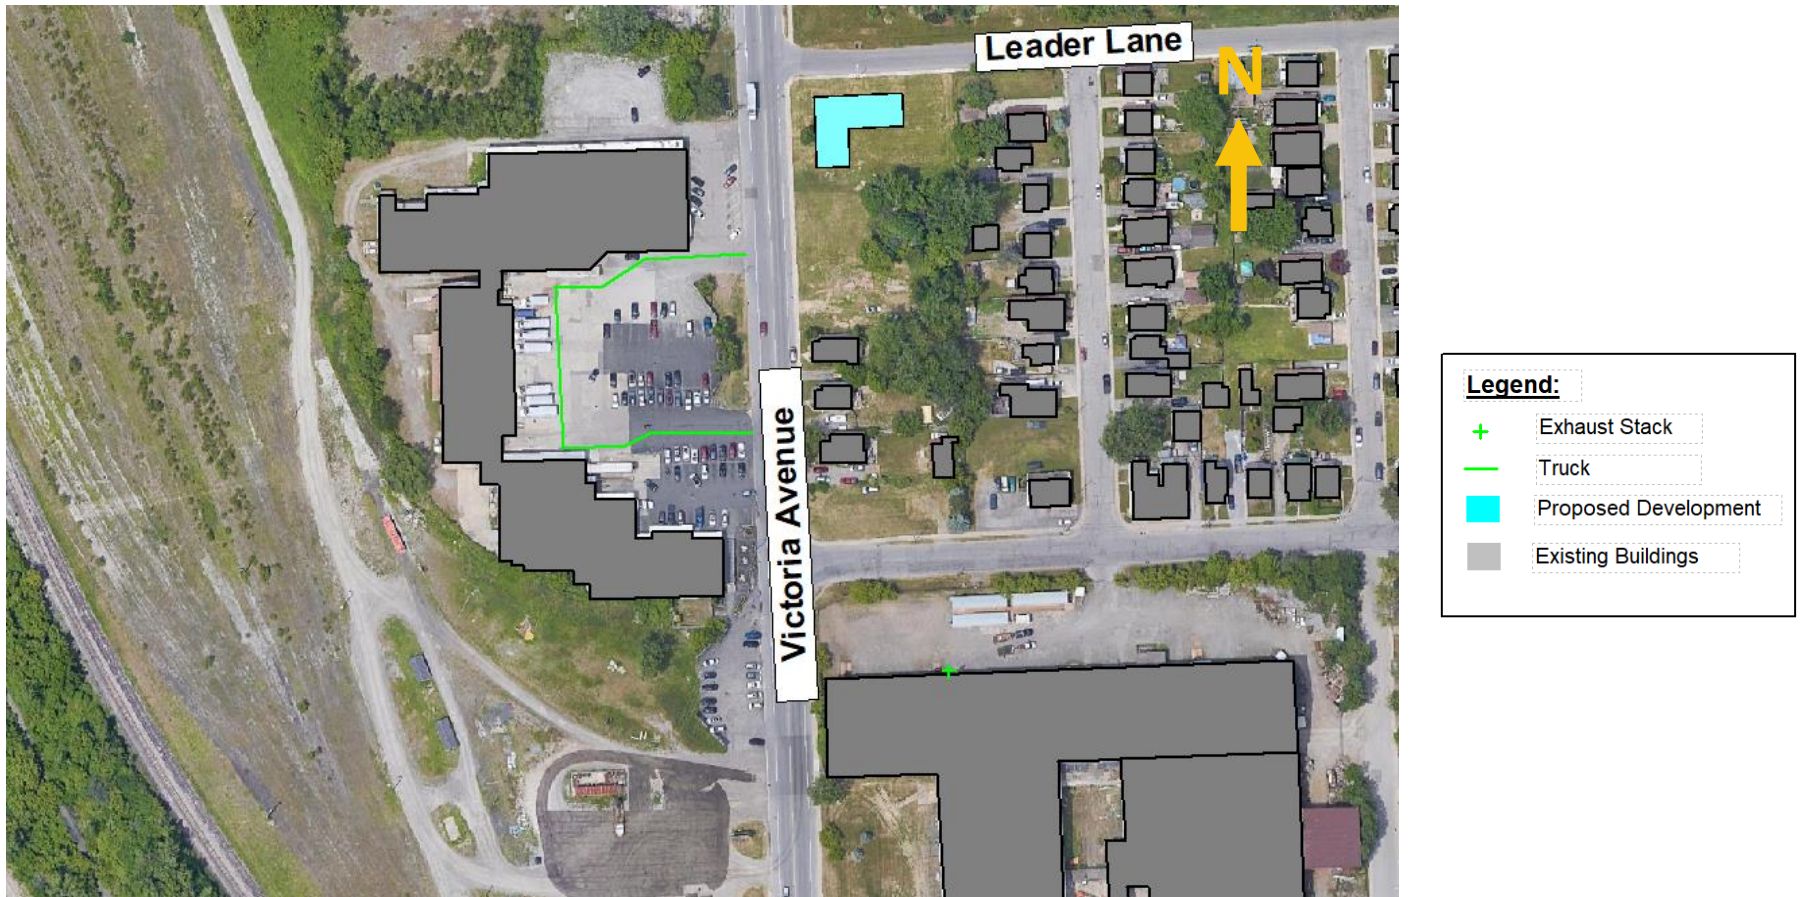 Leader Lane
N
Victoria Avenue
Legend:
Exhaust Stack
Truck
Proposed Development
Existing Buildings